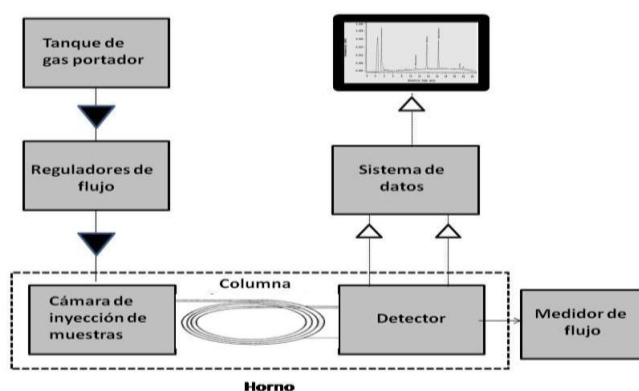 Tanque de
gas portador
Reguladores de
flujo
Sistema de
datos
Columna
Cámara de
inyección de
muestras
Detector
Medidor de
flujo
Horno